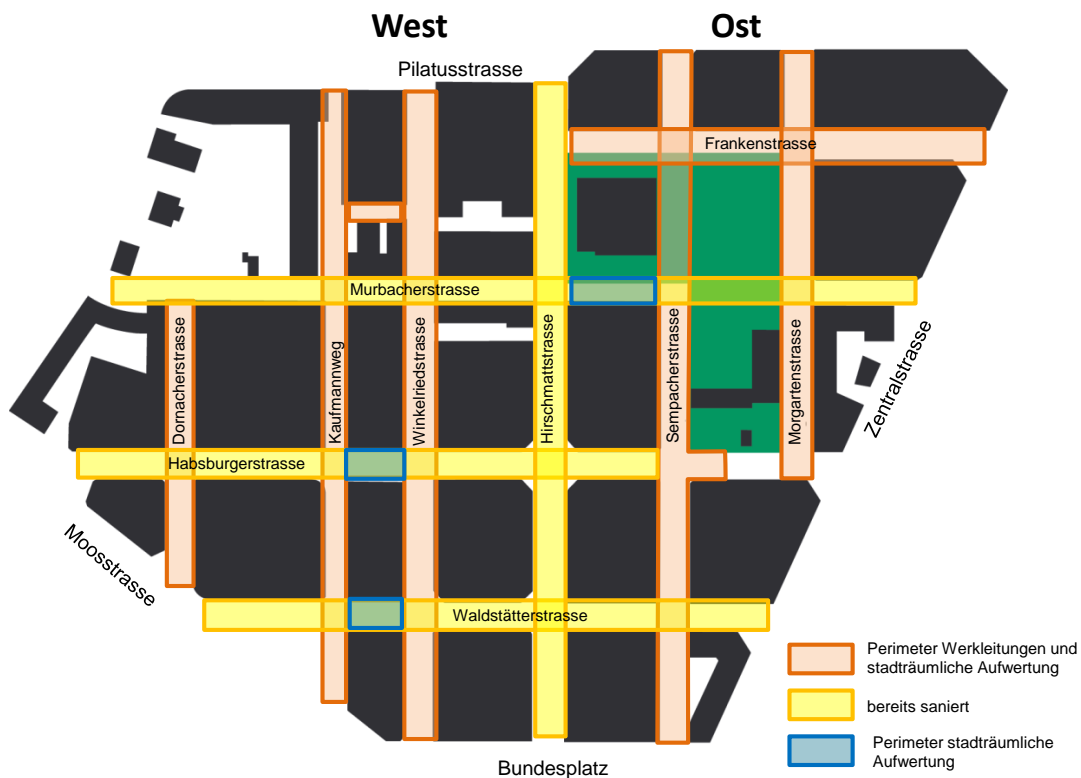 West
Ost
Pilatusstrasse
Frankenstrasse
Murbacherstrasse
Dornacherstrasse
Kaufmannweg
Winkelriedstrasse
Hirschmattstrasse
Sempacherstrasse
Morgartenstrasse
Zentralstrasse
Habsburgerstrasse
Moosstrasse
Waldstätterstrasse
Bundesplatz
Perimeter Werkleitungen und
stadträumliche Aufwertung
bereits saniert
Perimeter stadträumliche
Aufwertung